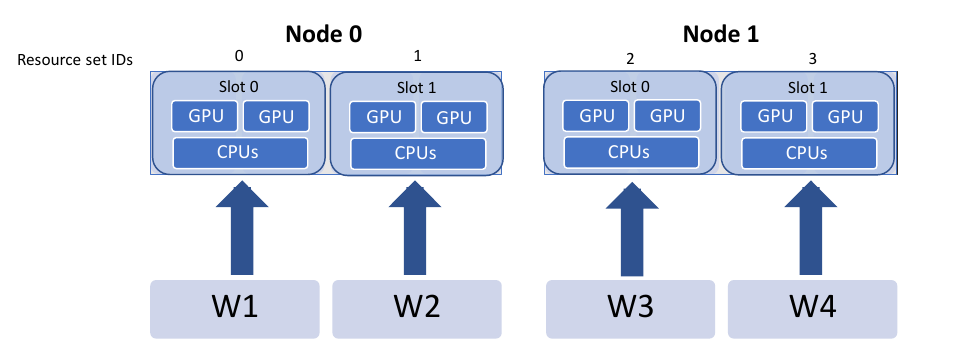 Node 0 Node 1
Resource set IDs 0 1 2 3
Slot 0 Slot 1 Slot 0 Slot 1
GPU GPU GPU GPU GPU GPU GPU GPU
CPUs CPUs CPUs CPUs
W1 W2 W3 W4